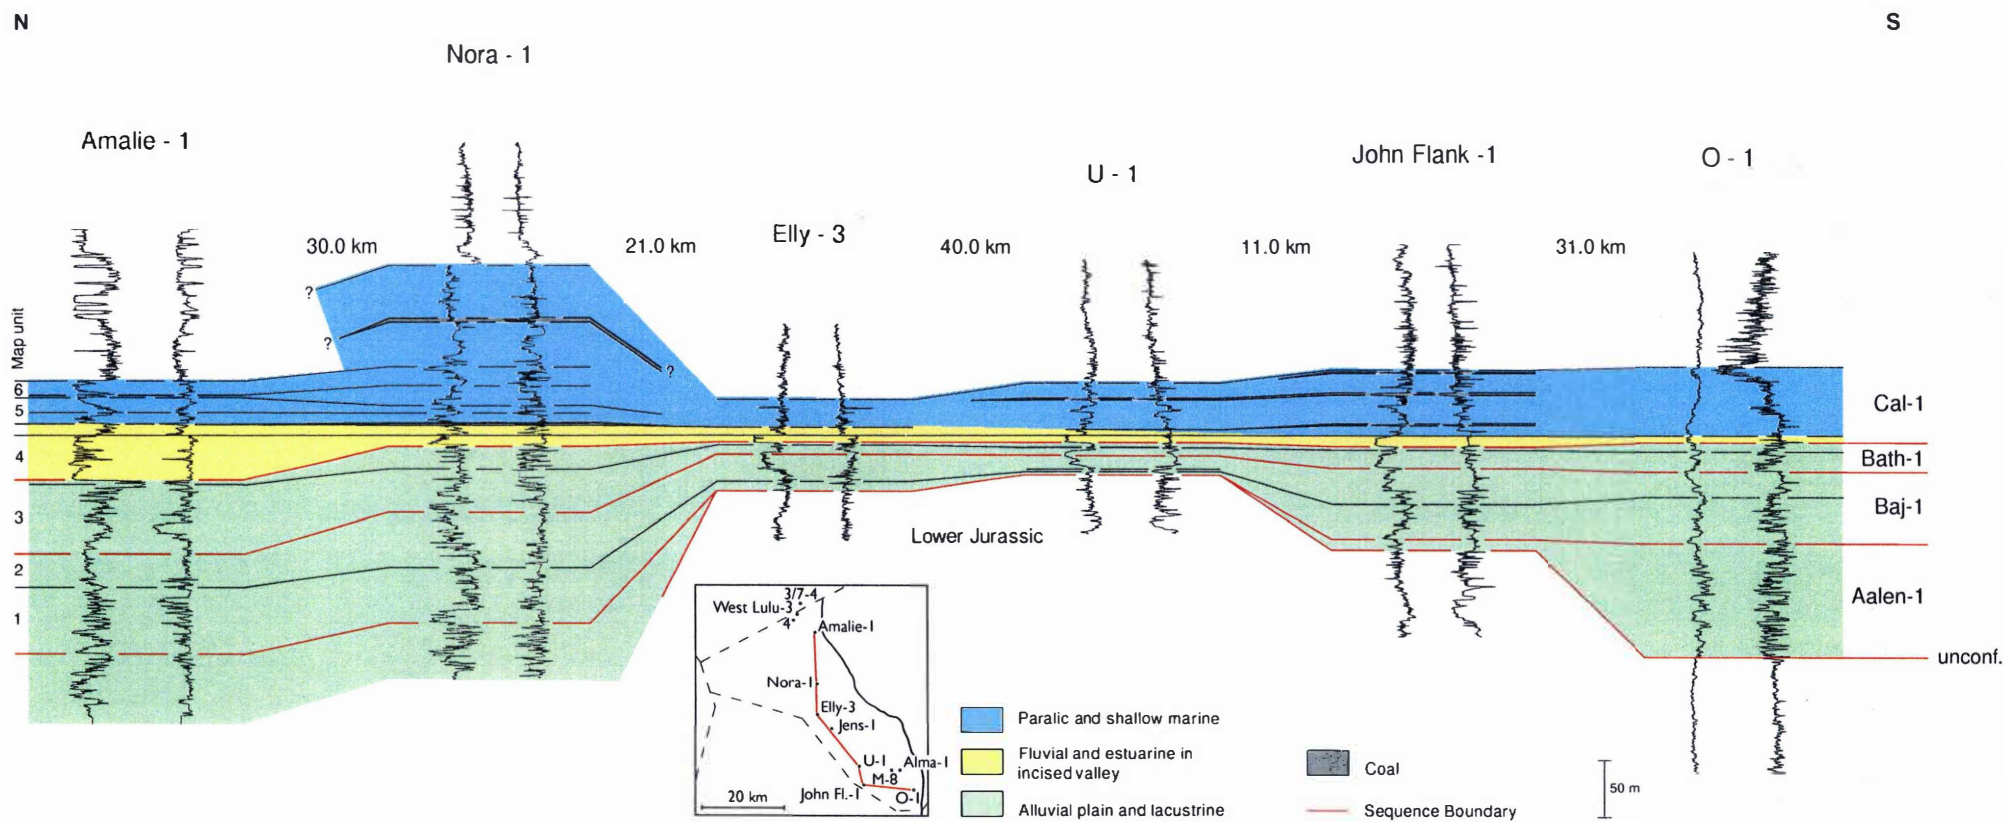 N
S
Nora - 1
Amalie - 1
John Flank -1
O - 1
U - 1
Elly - 3
30.0 km
21.0 km
40.0 km
11.0 km
31.0 km
?
?
?
Map unit
6
5
4
3
2
1
Cal-1
Bath-1
Baj-1
Aalen-1
unconf.
Lower Jurassic
3/7-4
West Lulu-3
4
Amalie-1
Nora-1
Elly-3
Jens-1
U-1
Alma-1
M-8
John Fl.-1
O-1
20 km
Paralic and shallow marine
Fluvial and estuarine in
incised valley
Alluvial plain and lacustrine
Coal
Sequence Boundary
50 m